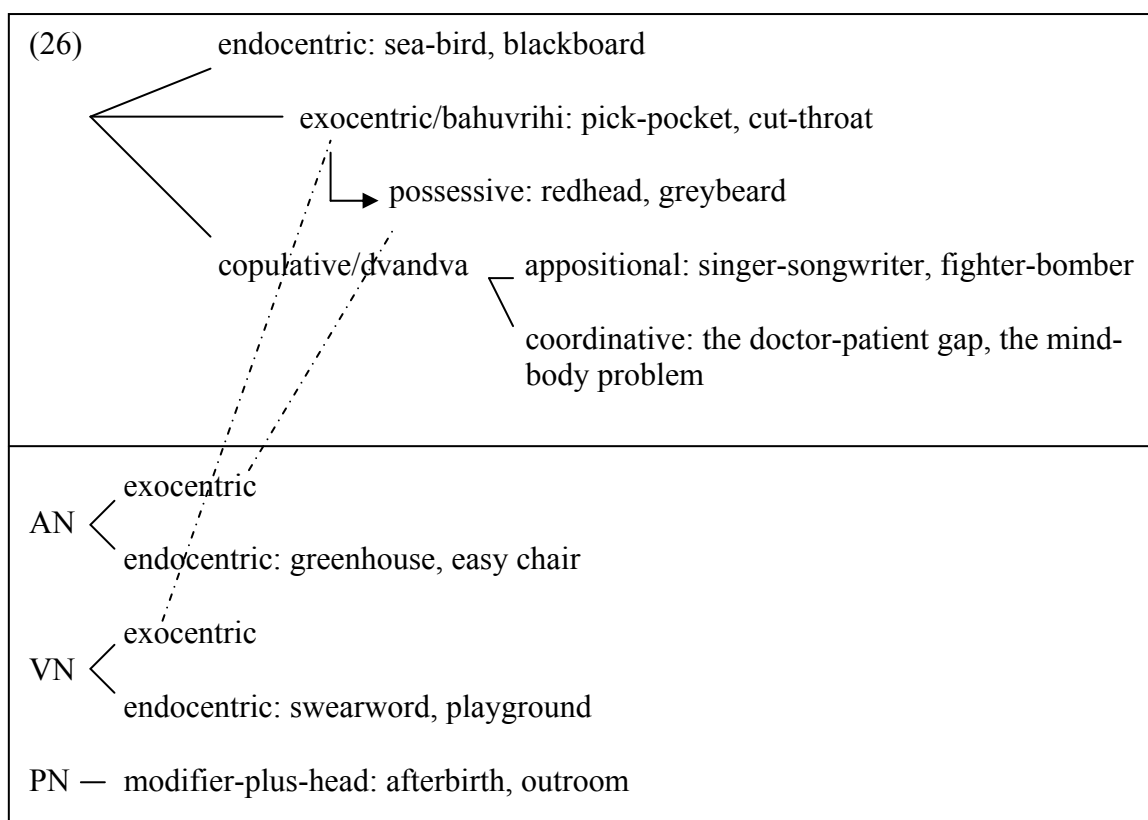 (26)
endocentric: sea-bird, blackboard
exocentric/bahuvrihi: pick-pocket, cut-throat
possessive: redhead, greybeard
copulative/dvandva
appositional: singer-songwriter, fighter-bomber
coordinative: the doctor-patient gap, the mind-
body problem
exocentric
AN
endocentric: greenhouse, easy chair
exocentric
VN
endocentric: swearword, playground
PN — modifier-plus-head: afterbirth, outroom